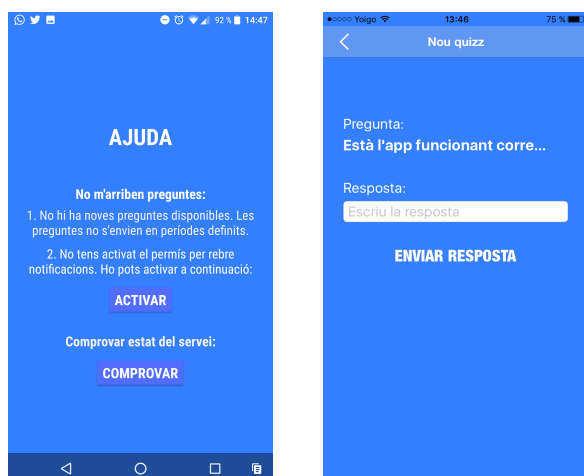 92 % 14:47
AJUDA
No m'arriben preguntes:
1. No hi ha noves preguntes disponibles. Les
preguntes no s'envien en períodes definits.
2. No tens activat el permís per rebre
notificacions. Ho pots activar a continuació:
ACTIVAR
Comprovar estat del servei:
COMPROVAR
Yoigo 13:46 75 %
Nou quizz
Pregunta:
Està l'app funcionant corre...
Resposta:
Escriu la resposta
ENVIAR RESPOSTA